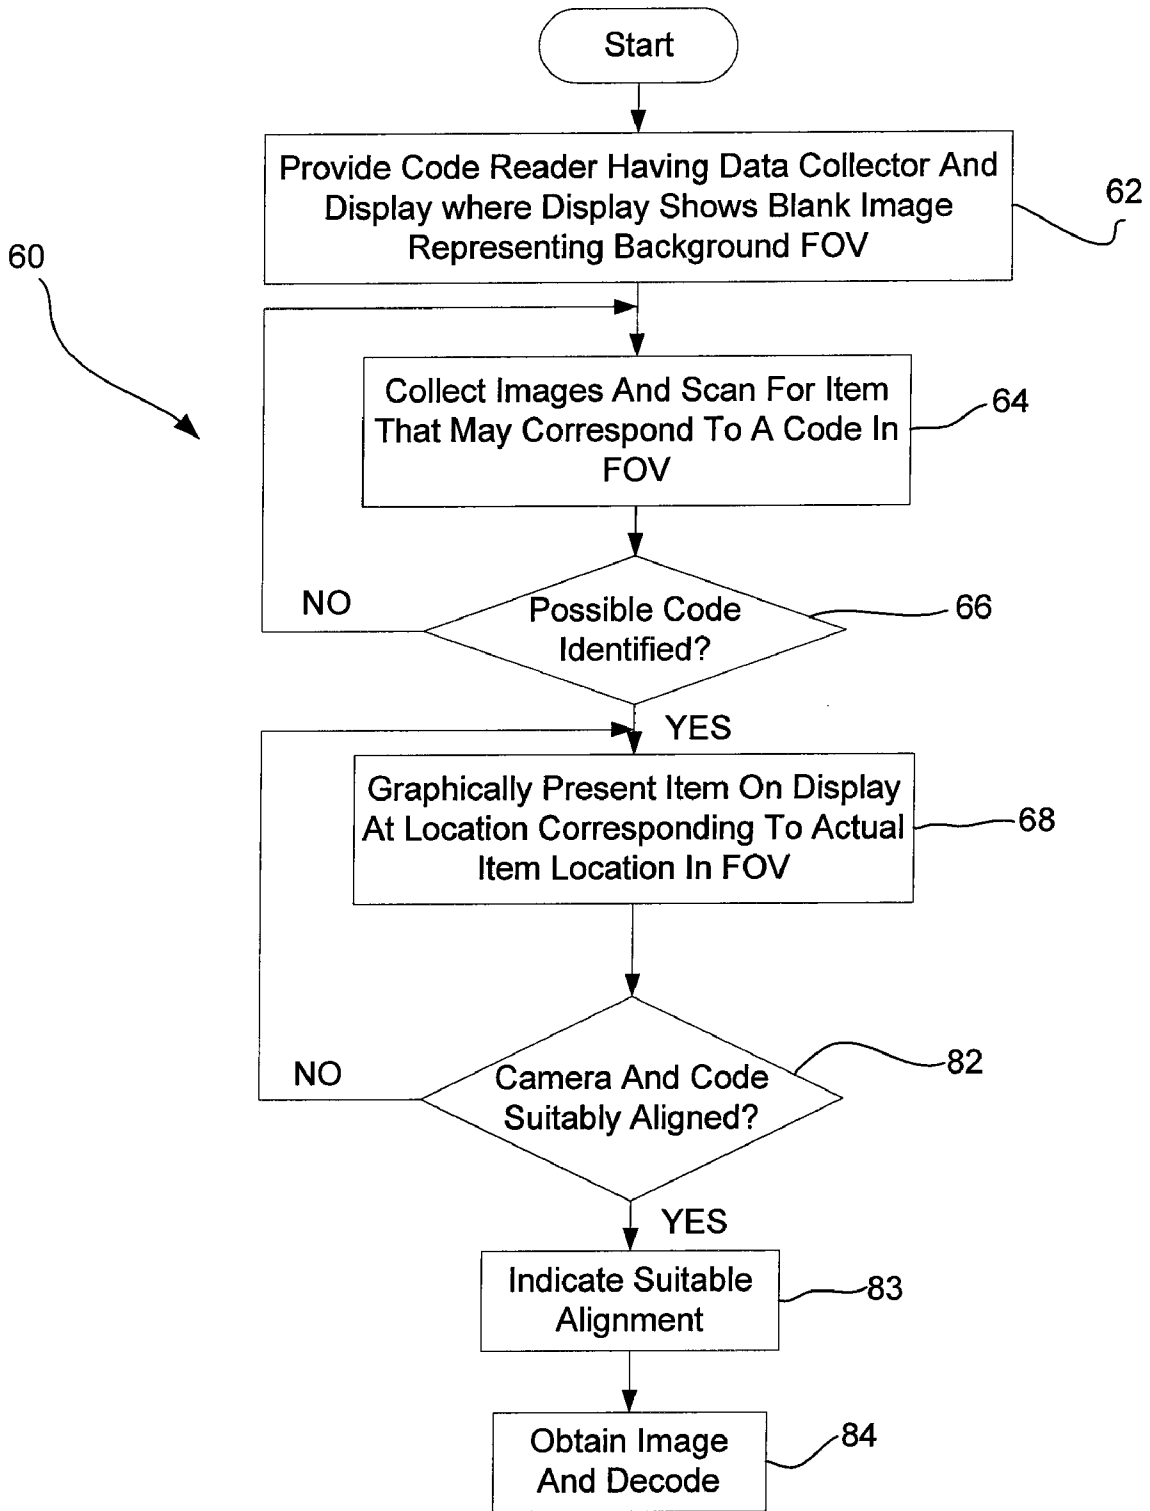 Start
Provide Code Reader Having Data Collector And
Display where Display Shows Blank Image
Representing Background FOV
62
60
Collect Images And Scan For Item
That May Correspond To A Code In
FOV
64
NO
Possible Code
Identified?
66
YES
Graphically Present Item On Display
At Location Corresponding To Actual
Item Location In FOV
68
NO
Camera And Code
Suitably Aligned?
82
YES
Indicate Suitable
Alignment
83
Obtain Image
And Decode
84